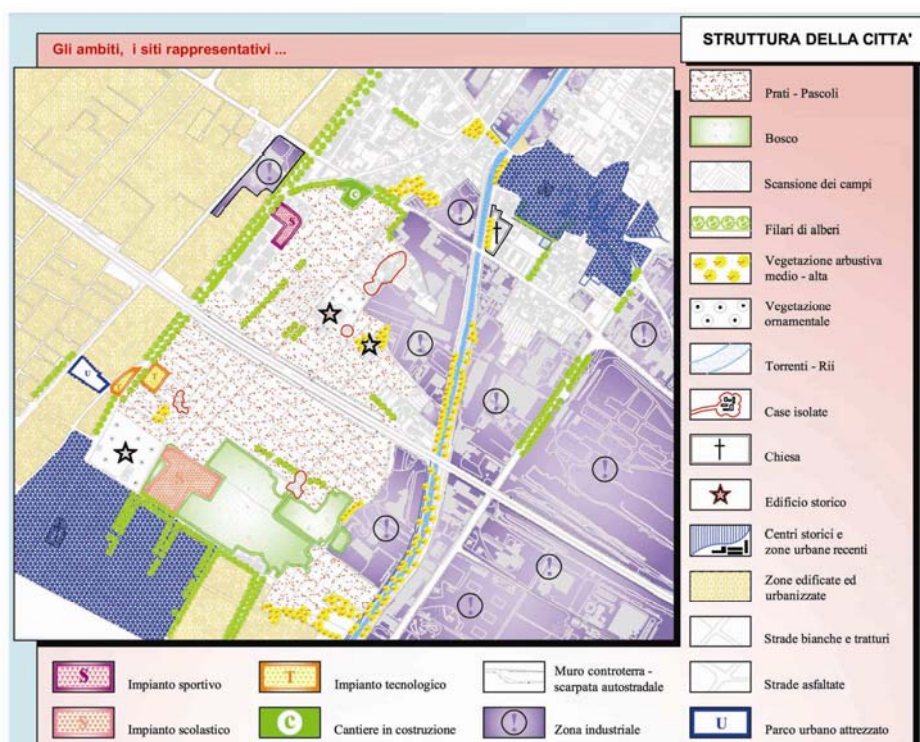 Gli ambiti, i siti rappresentativi ...
STRUTTURA DELLA CITTA'
Prati - Pascoli
Bosco
Scansione dei campi
Filari di alberi
Vegetazione arbustiva
medio - alta
Vegetazione
ornamentale
Torrenti - Rii
Case isolate
Chiesa
Edificio storico
Centri storici e
zone urbane recenti
Zone edificate ed
urbanizzate
Strade bianche e tratturi
Strade asfaltate
U Parco urbano attrezzato
S Impianto sportivo
T Impianto tecnologico
Muro controterra -
scarpata autostradale
S Impianto scolastico
C Cantiere in costruzione
! Zona industriale
!
C
S
!
!
!
!
U
S
!
!
!
!
!